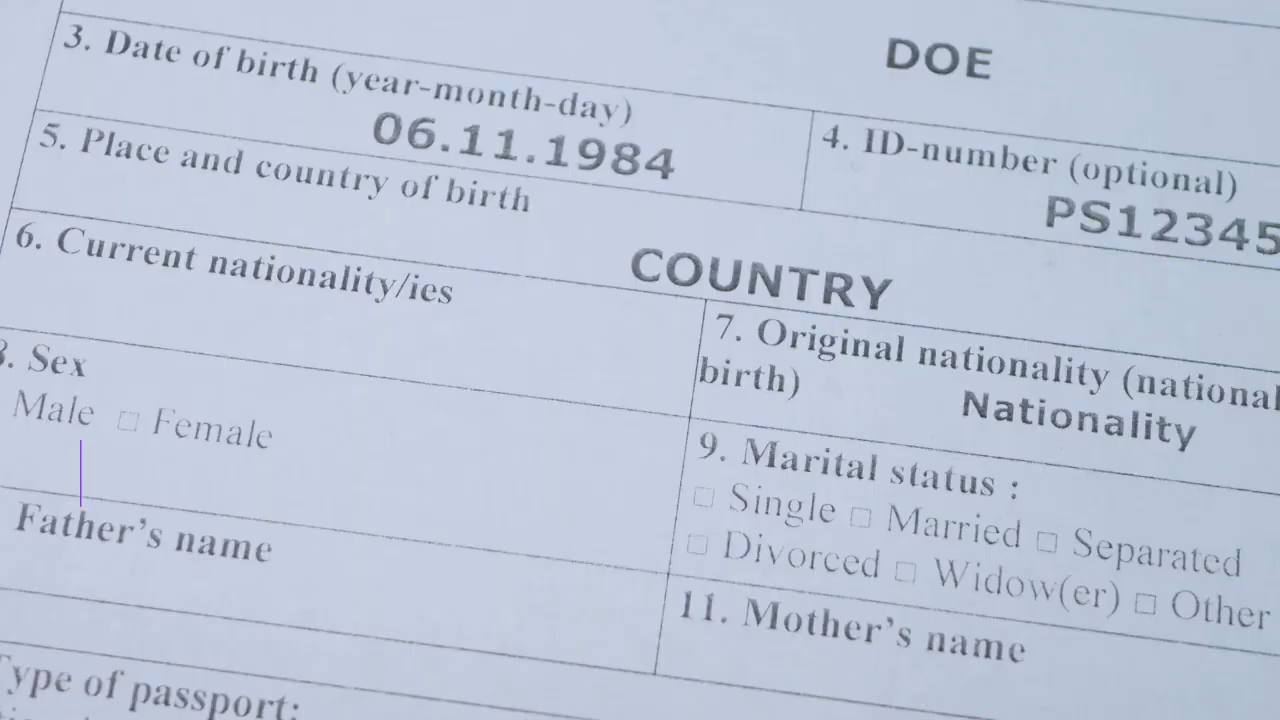 DOE
3. Date of birth (year-month-day)
06.11.1984
4. ID-number (optional)
PS12345
5. Place and country of birth
COUNTRY
6. Current nationality/ies
7. Original nationality (national
birth)
Nationality
. Sex
Male □ Female
9. Marital status :
□ Single □ Married □ Separated
□ Divorced □ Widow(er) □ Other
Father’s name
11. Mother’s name
Type of passport: